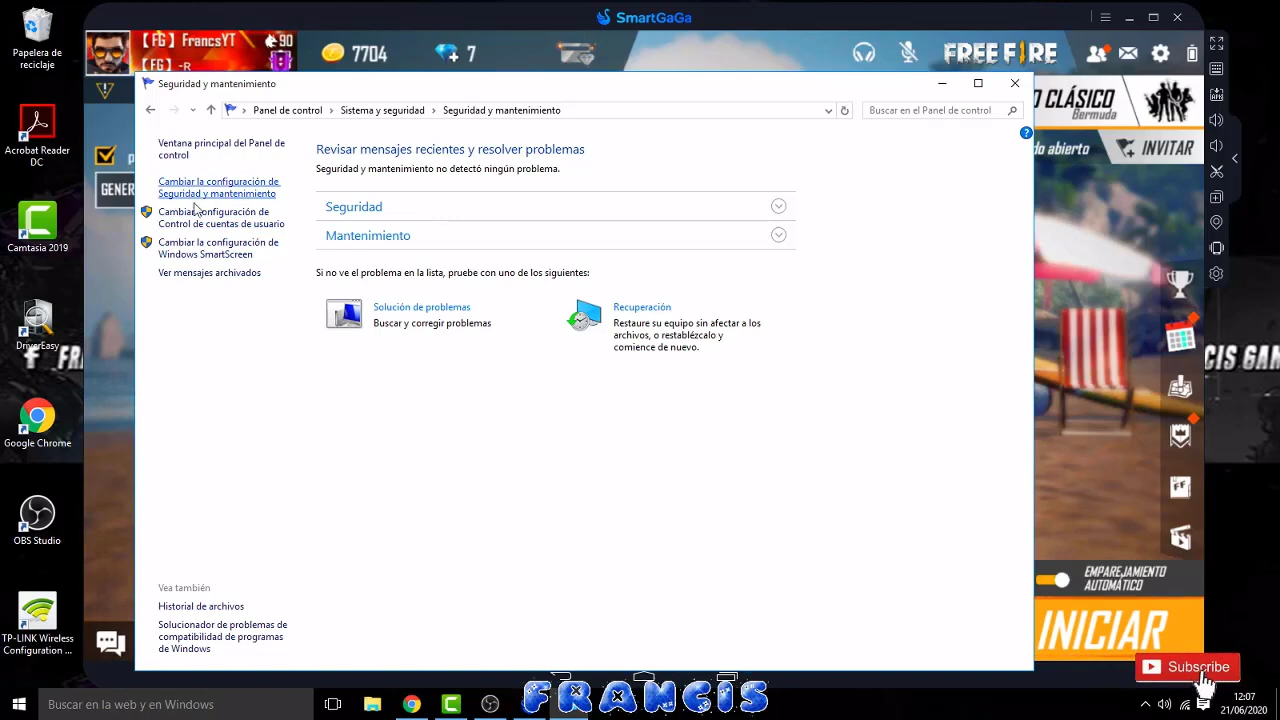 Papelera de
reciclaje
Acrobat Reader
DC
Camtasia 2019
DriverEasy
Google Chrome
OBS Studio
TP-LINK Wireless
Configuration ...
SmartGaGa
【FG】 FrancsYT
90
【FG】 -R
7704
7
FREE FIRE
O CLÁSICO
Bermuda
do abierto
INVITAR
GENER
Seguridad y mantenimiento
Panel de control
Sistema y seguridad
Seguridad y mantenimiento
Buscar en el Panel de control
Ventana principal del Panel de
control
Cambiar la configuración de
Seguridad y mantenimiento
Cambiar configuración de
Control de cuentas de usuario
Cambiar la configuración de
Windows SmartScreen
Ver mensajes archivados
Revisar mensajes recientes y resolver problemas
Seguridad y mantenimiento no detectó ningún problema.
Seguridad
Mantenimiento
Si no ve el problema en la lista, pruebe con uno de los siguientes:
Solución de problemas
Buscar y corregir problemas
Recuperación
Restaure su equipo sin afectar a los
archivos, o restablézcalo y
comience de nuevo.
Vea también
Historial de archivos
Solucionador de problemas de
compatibilidad de programas
de Windows
FF
EMPAREJAMIENTO
AUTOMÁTICO
INICIAR
Subscribe
FRANCIS
Buscar en la web y en Windows
12:07
21/06/2020